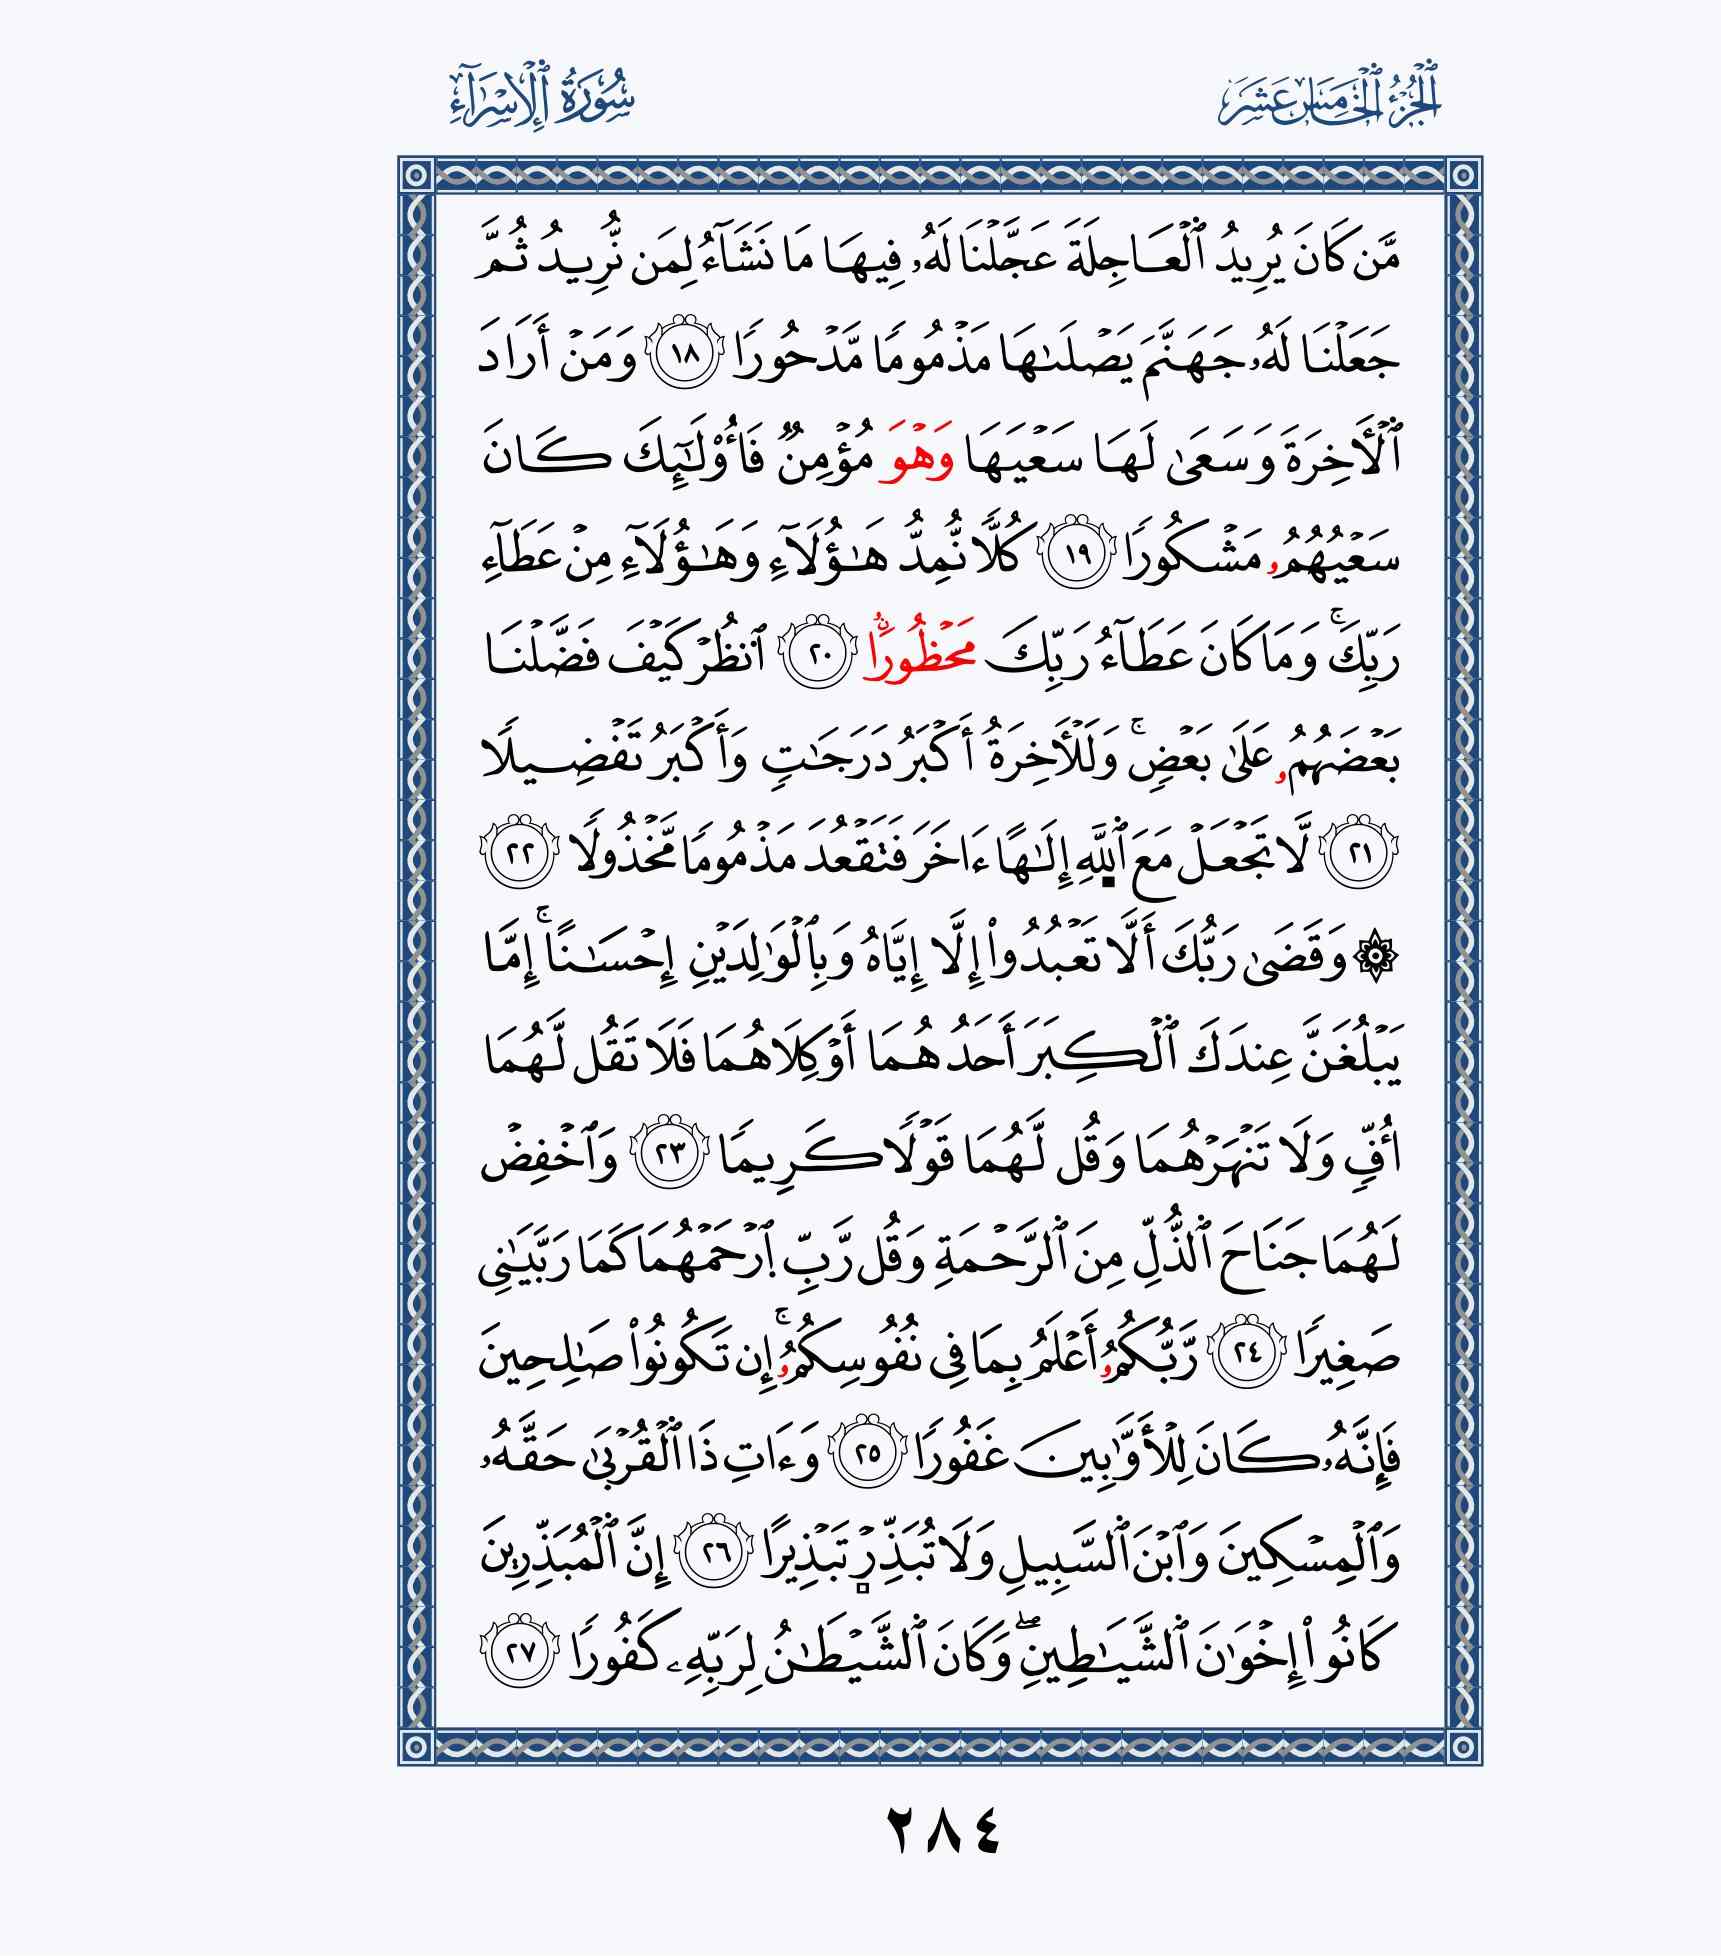 ٱلْجُزْءُ ٱلْخَامِسَ عَشَرَ
سُورَةُ ٱلْإِسْرَاءِ
مَّن كَانَ يُرِيدُ ٱلْعَاجِلَةَ عَجَّلْنَا لَهُۥ فِيهَا مَا نَشَآءُ لِمَن نُّرِيدُ ثُمَّ
جَعَلْنَا لَهُۥ جَهَنَّمَ يَصْلَىٰهَا مَذْمُومًا مَّدْحُورًا ١٨ وَمَنْ أَرَادَ
ٱلْأَخِرَةَ وَسَعَىٰ لَهَا سَعْيَهَا وَهْوَ مُؤْمِنٌ فَأُوْلَٰٓئِكَ كَانَ
سَعْيُهُمُۥ مَشْكُورًا ١٩ كُلًّا نُّمِدُّ هَٰؤُلَآءِ وَهَٰؤُلَآءِ مِنْ عَطَآءِ
رَبِّكَۚ وَمَا كَانَ عَطَآءُ رَبِّكَ مَحْظُورًاۨ ٢٠ ٱنظُرْ كَيْفَ فَضَّلْنَا
بَعْضَهُمُۥ عَلَىٰ بَعْضٍۚ وَلَلْأَخِرَةُ أَكْبَرُ دَرَجَٰتٍ وَأَكْبَرُ تَفْضِيلًا
٢١ لَّا تَجْعَلْ مَعَ ٱللَّهِ إِلَٰهًا ءَاخَرَ فَتَقْعُدَ مَذْمُومًا مَّخْذُولًا ٢٢
۞ وَقَضَىٰ رَبُّكَ أَلَّا تَعْبُدُواْ إِلَّا إِيَّاهُ وَبِٱلْوَٰلِدَيْنِ إِحْسَٰنًاۚ إِمَّا
يَبْلُغَنَّ عِندَكَ ٱلْكِبَرَ أَحَدُهُمَا أَوْ كِلَاهُمَا فَلَا تَقُل لَّهُمَا
أُفِّ وَلَا تَنْهَرْهُمَا وَقُل لَّهُمَا قَوْلًا كَرِيمًا ٢٣ وَٱخْفِضْ
لَهُمَا جَنَاحَ ٱلذُّلِّ مِنَ ٱلرَّحْمَةِ وَقُل رَّبِّ ٱرْحَمْهُمَا كَمَا رَبَّيَٰنِى
صَغِيرًا ٢٤ رَّبُّكُمُۥ أَعْلَمُ بِمَا فِى نُفُوسِكُمُۥۚ إِن تَكُونُواْ صَٰلِحِينَ
فَإِنَّهُۥ كَانَ لِلْأَوَّٰبِينَ غَفُورًا ٢٥ وَءَاتِ ذَا ٱلْقُرْبَىٰ حَقَّهُۥ
وَٱلْمِسْكِينَ وَٱبْنَ ٱلسَّبِيلِ وَلَا تُبَذِّرْ تَبْذِيرًا ٢٦ إِنَّ ٱلْمُبَذِّرِينَ
كَانُواْ إِخْوَٰنَ ٱلشَّيَٰطِينِۖ وَكَانَ ٱلشَّيْطَٰنُ لِرَبِّهِۦ كَفُورًا ٢٧
٢٨٤